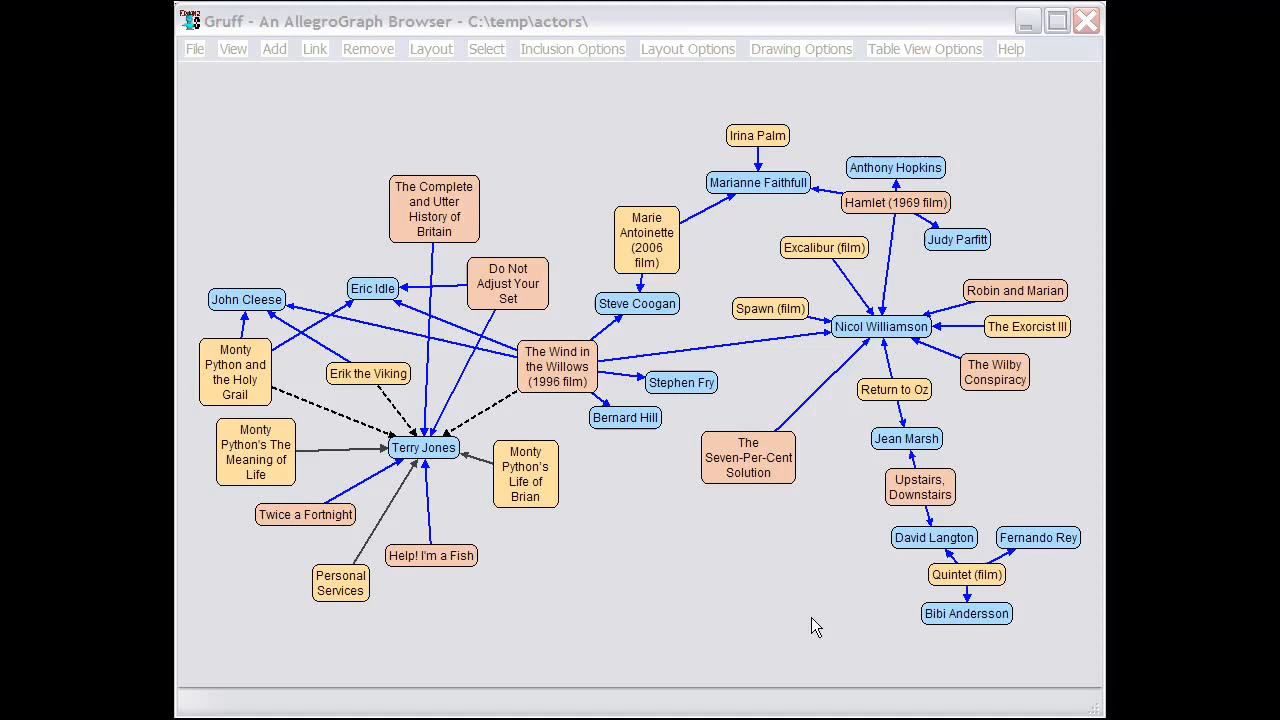 Gruff - An AllegroGraph Browser - C:\temp\actors\
File View Add Link Remove Layout Select Inclusion Options Layout Options Drawing Options Table View Options Help
Irina Palm
Anthony Hopkins
Marianne Faithfull
Hamlet (1969 film)
The Complete
and Utter
History of
Britain
Marie
Antoinette
(2006
film)
Judy Parfitt
Excalibur (film)
Do Not
Adjust Your
Set
Eric Idle
John Cleese
Steve Coogan
Robin and Marian
Spawn (film)
Nicol Williamson
The Exorcist III
Monty
Python and
the Holy
Grail
Erik the Viking
The Wind in
the Willows
(1996 film)
Stephen Fry
The Wilby
Conspiracy
Return to Oz
Bernard Hill
Monty
Python's The
Meaning of
Life
Terry Jones
Monty
Python's
Life of
Brian
The
Seven-Per-Cent
Solution
Jean Marsh
Upstairs,
Downstairs
Twice a Fortnight
David Langton
Fernando Rey
Help! I'm a Fish
Personal
Services
Quintet (film)
Bibi Andersson